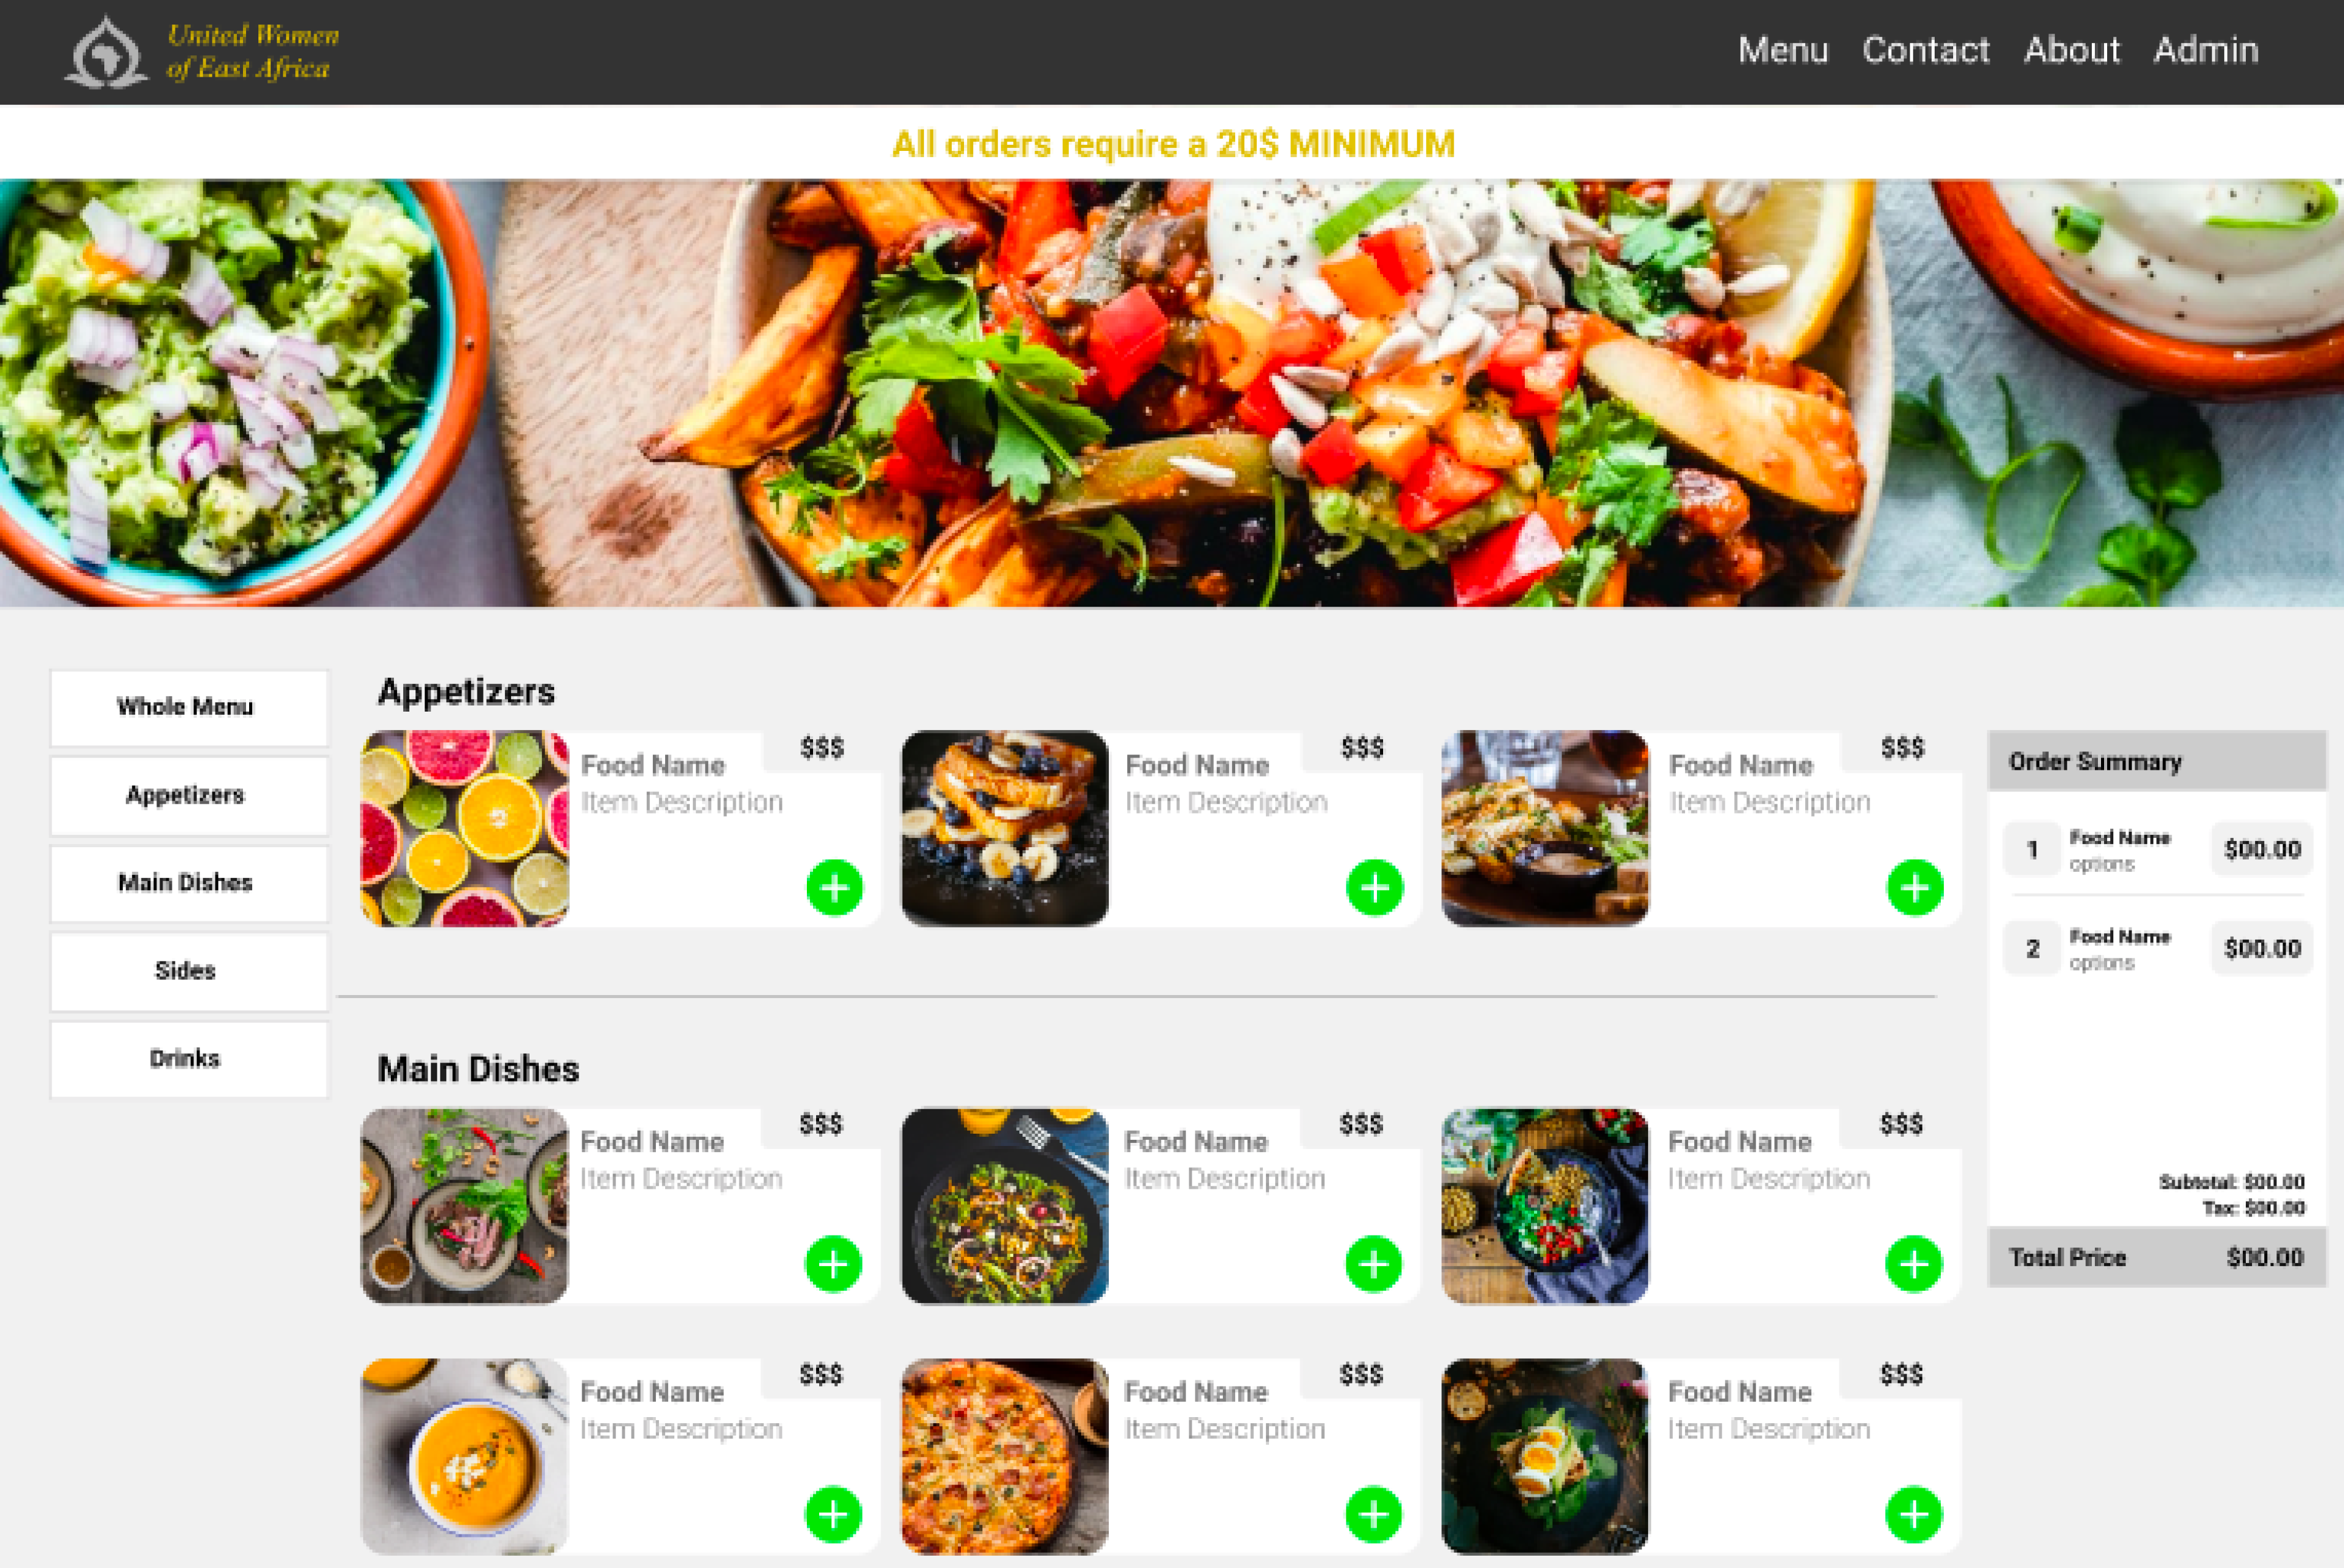 United Women
of East Africa
Menu Contact About Admin
All orders require a 20$ MINIMUM
Whole Menu
Appetizers
Main Dishes
Sides
Drinks
Appetizers
Food Name
$$$
Item Description
Food Name
$$$
Item Description
Food Name
$$$
Item Description
Main Dishes
Food Name
$$$
Item Description
Food Name
$$$
Item Description
Food Name
$$$
Item Description
Food Name
$$$
Item Description
Food Name
$$$
Item Description
Food Name
$$$
Item Description
Order Summary
1 Food Name $00.00
options
2 Food Name $00.00
options
Subtotal: $00.00
Tax: $00.00
Total Price $00.00